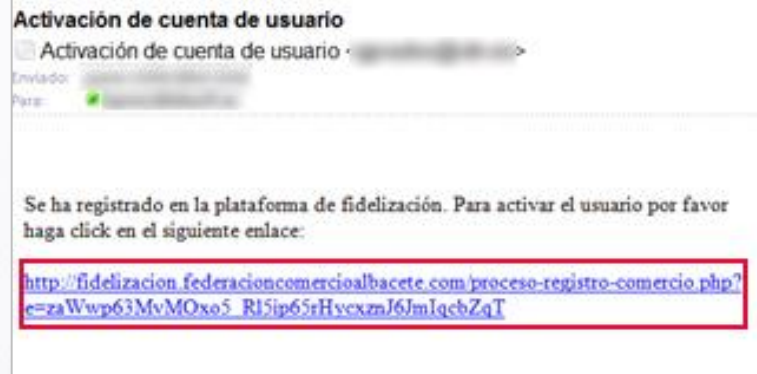 Activación de cuenta de usuario
Activación de cuenta de usuario < >
Enviado:
Para:
Se ha registrado en la plataforma de fidelización. Para activar el usuario por favor
haga click en el siguiente enlace:
http://fidelizacion.federacioncomercioalbacete.com/proceso-registro-comercio.php?
e=zaWwp63MvMOxo5_Rl5ip65rHycxznJ6JmIqcbZqT